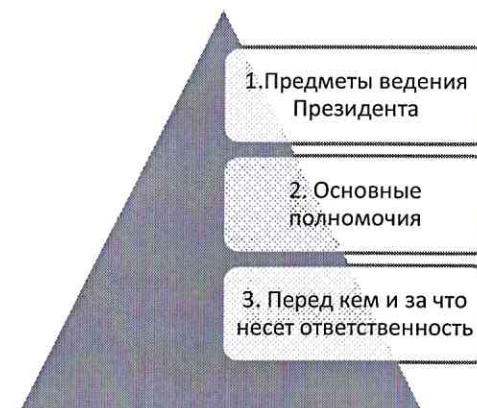 1.Предметы ведения
Президента
2. Основные
полномочия
3. Перед кем и за что
несет ответственность